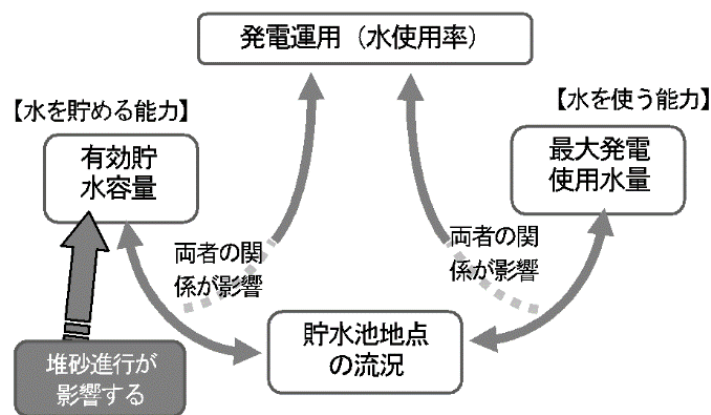 発電運用（水使用率）
【水を貯める能力】
【水を使う能力】
有効貯
水容量
最大発電
使用水量
両者の関
係が影響
両者の関
係が影響
貯水池地点
の流況
堆砂進行が
影響する